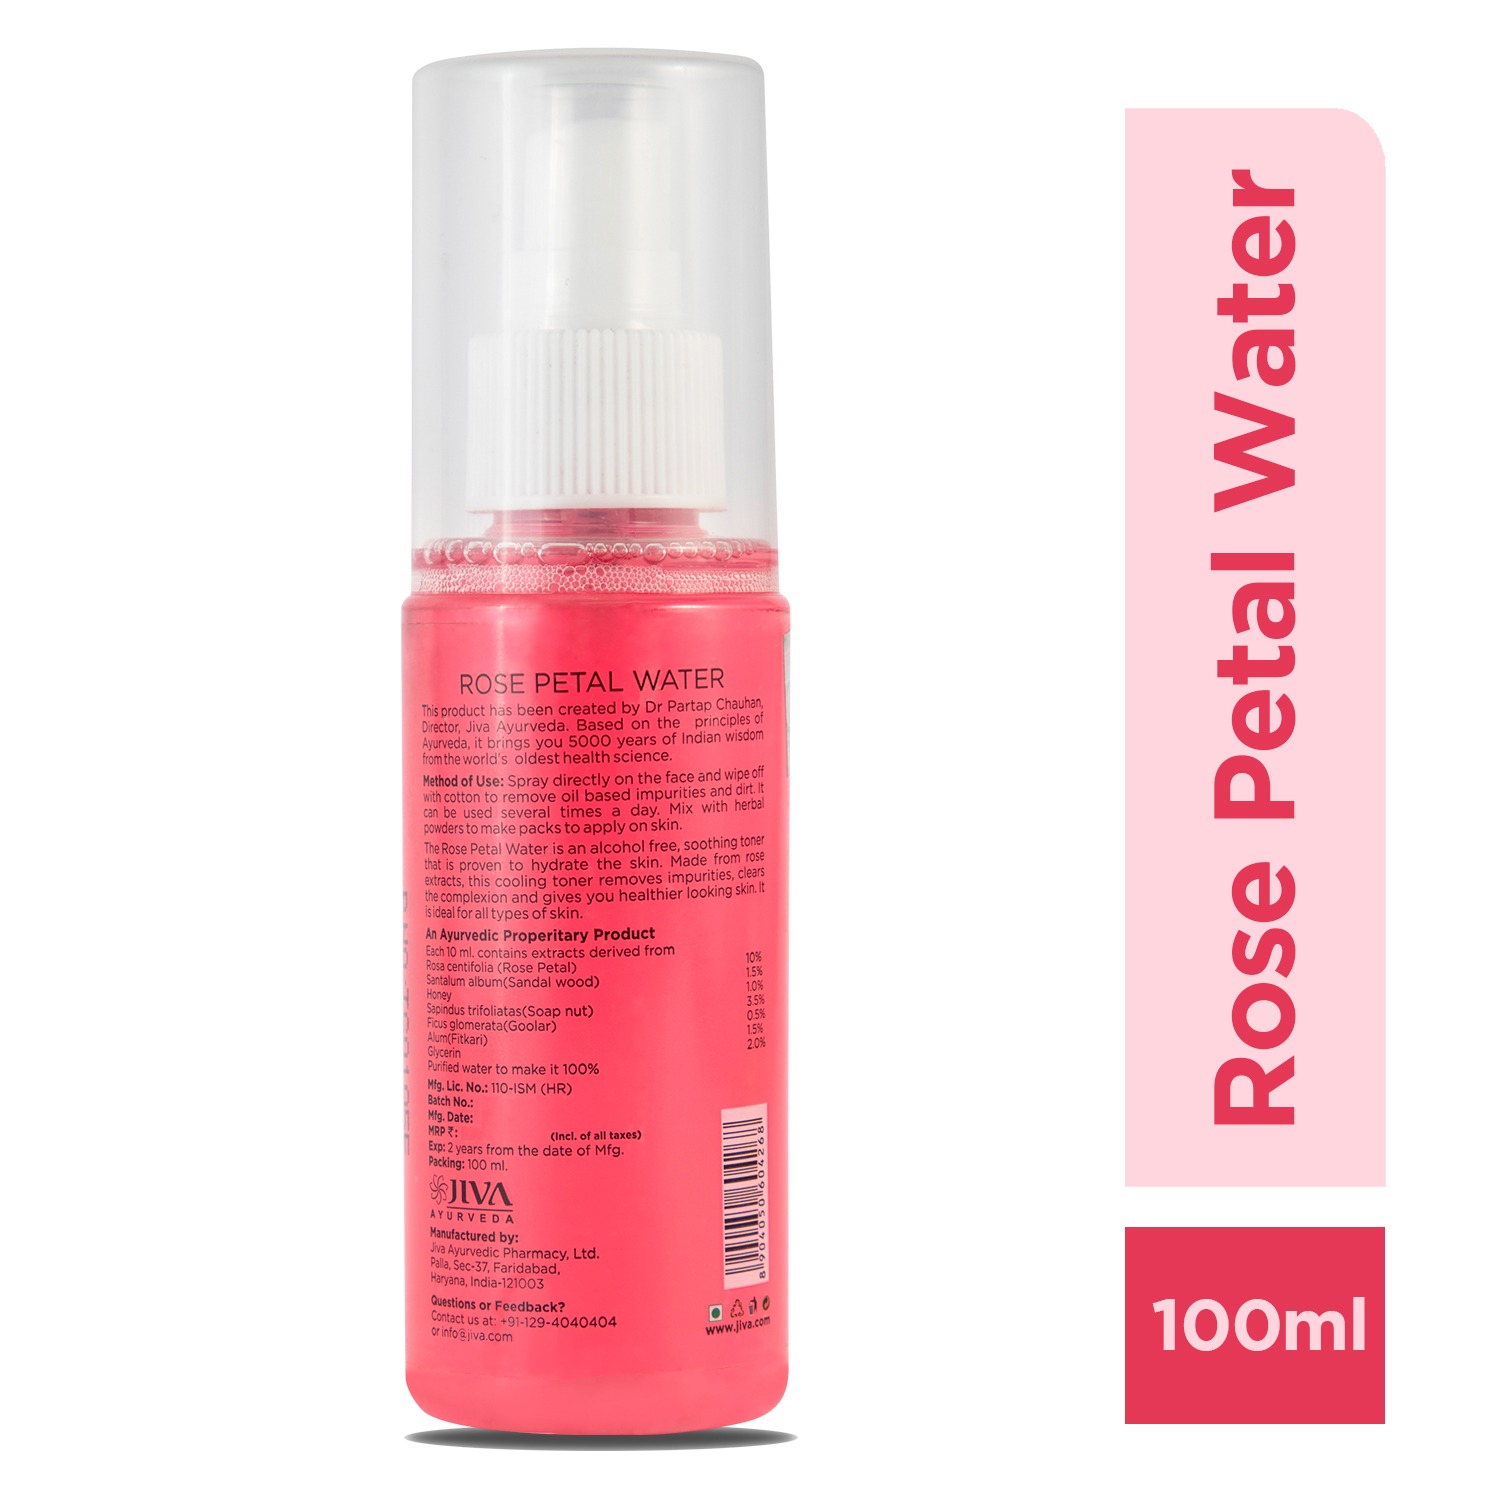 ROSE PETAL WATER
This product has been created by Dr Partap Chauhan,
Director, Jiva Ayurveda. Based on the principles of
Ayurveda, it brings you 5000 years of Indian wisdom
from the world's oldest health science.
Method of Use: Spray directly on the face and wipe off
with cotton to remove oil based impurities and dirt. It
can be used several times a day. Mix with herbal
powders to make packs to apply on skin.
The Rose Petal Water is an alcohol free, soothing toner
that is proven to hydrate the skin. Made from rose
extracts, this cooling toner removes impurities, clears
the complexion and gives you healthier looking skin. It
is ideal for all types of skin.
An Ayurvedic Properitary Product
Each 10 ml. contains extracts derived from
Rosa centifolia (Rose Petal) 10%
Santalum album(Sandal wood) 1.5%
Honey 1.0%
Sapindus trifoliatas(Soap nut) 3.5%
Ficus glomerata(Goolar) 0.5%
Alum(Fitkari) 1.5%
Glycerin 2.0%
Purified water to make it 100%
Mfg. Lic. No.: 110-ISM (HR)
Batch No.:
Mfg. Date:
MRP ₹: (Incl. of all taxes)
Exp: 2 years from the date of Mfg.
Packing: 100 ml.
JIVA
AYURVEDA
Manufactured by:
Jiva Ayurvedic Pharmacy, Ltd.
Palla, Sec-37, Faridabad,
Haryana, India-121003
Questions or Feedback?
Contact us at: +91-129-4040404
or info@jiva.com
8 904050 604268
www.jiva.com
Rose Petal Water
100ml